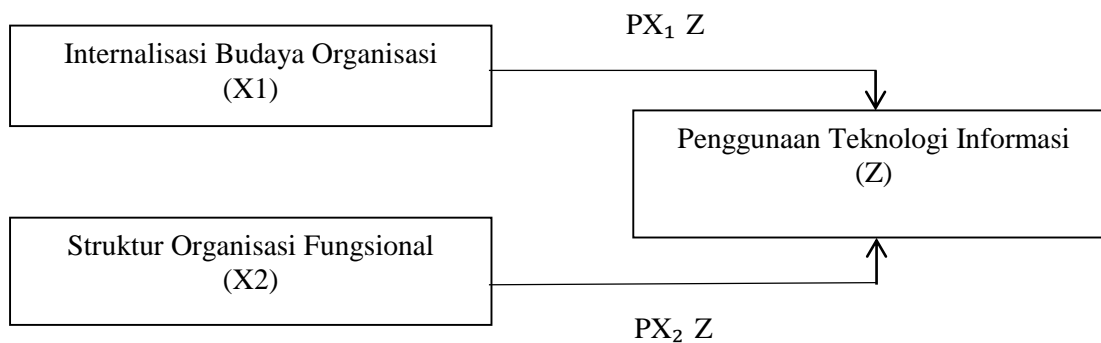 PX₁ Z
Internalisasi Budaya Organisasi
(X1)
Penggunaan Teknologi Informasi
(Z)
Struktur Organisasi Fungsional
(X2)
PX₂ Z